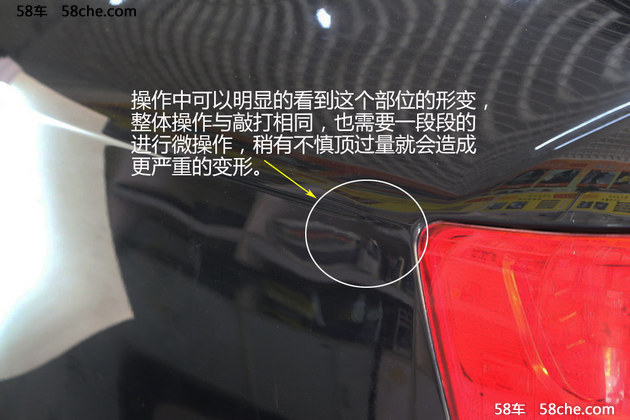 58车 58che.com
操作中可以明显的看到这个部位的形变，
整体操作与敲打相同，也需要一段段的
进行微操作，稍有不慎顶过量就会造成
更严重的变形。
58车 58che.com